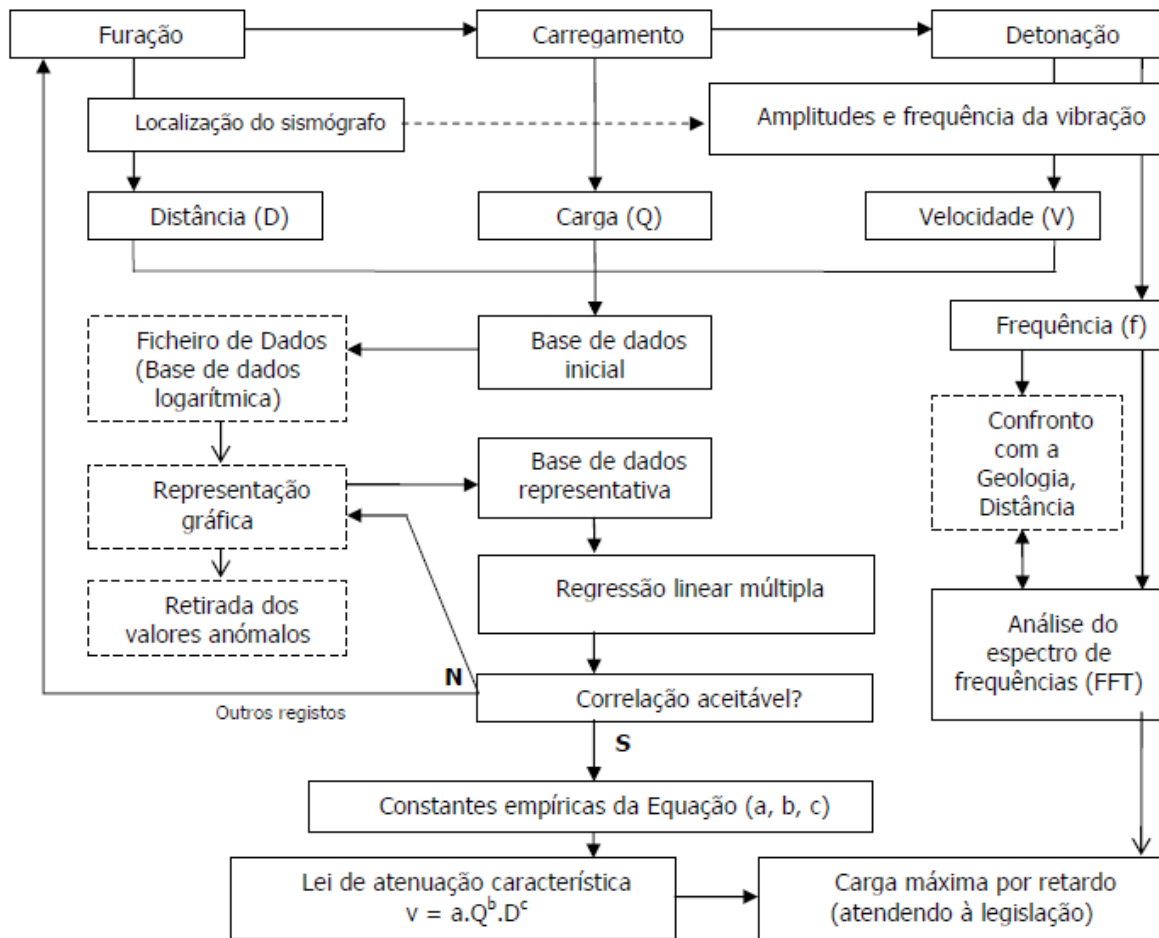 Furação
Carregamento
Detonação
Localização do sismógrafo
Amplitudes e frequência da vibração
Distância (D)
Carga (Q)
Velocidade (V)
Ficheiro de Dados
(Base de dados
logarítmica)
Base de dados
inicial
Frequência (f)
Confronto
com a
Geologia,
Distância
Representação
gráfica
Base de dados
representativa
Retirada dos
valores anómalos
Regressão linear múltipla
Análise do
espectro de
frequências (FFT)
N
Correlação aceitável?
Outros registos
S
Constantes empíricas da Equação (a, b, c)
Lei de atenuação característica
v = a.Q^b.D^c
Carga máxima por retardo
(atendendo à legislação)